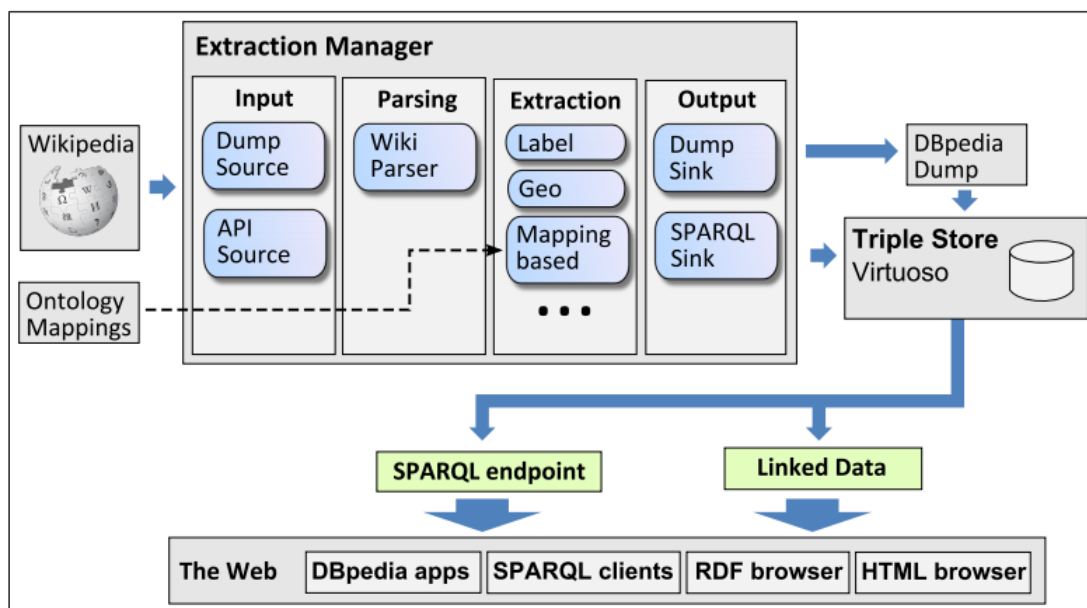 Extraction Manager
Input
Parsing
Extraction
Output
Wikipedia
Dump
Source
API
Source
Wiki
Parser
Label
Geo
Mapping
based
...
Dump
Sink
SPARQL
Sink
DBpedia
Dump
Triple Store
Virtuoso
Ontology
Mappings
SPARQL endpoint
Linked Data
The Web
DBpedia apps
SPARQL clients
RDF browser
HTML browser